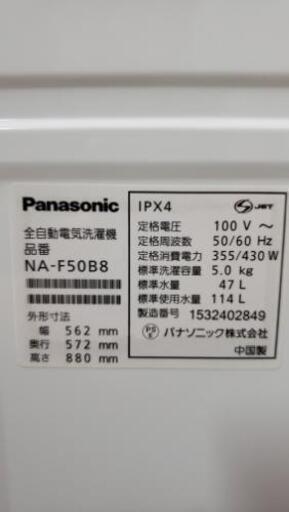 Panasonic
全自動電気洗濯機
品番
NA-F50B8
外形寸法
幅 562 mm
奥行 572 mm
高さ 880 mm
IPX4 S JET
定格電圧 100 V ～
定格周波数 50/60 Hz
定格消費電力 355/430 W
標準洗濯容量 5.0 kg
標準水量 47 L
標準使用水量 114 L
製造番号 1532402849
PS E パナソニック株式会社
中国製